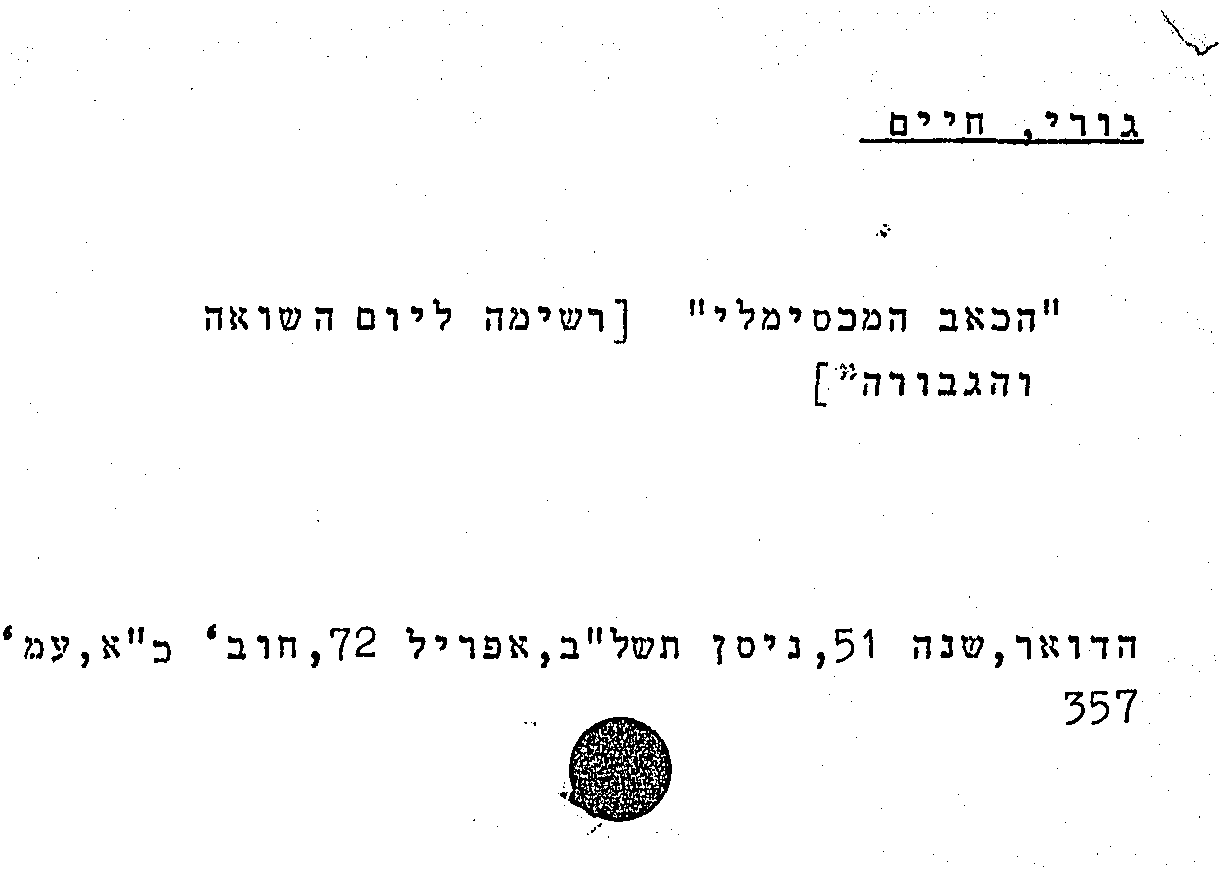 גורי, חיים
"הכאב המכסימלי" [רשימה ליום השואה
והגבורה"]
הדואר,שנה 51,ניסן תשל"ב,אפריל 72,חוב' כ"א,עמ'
357